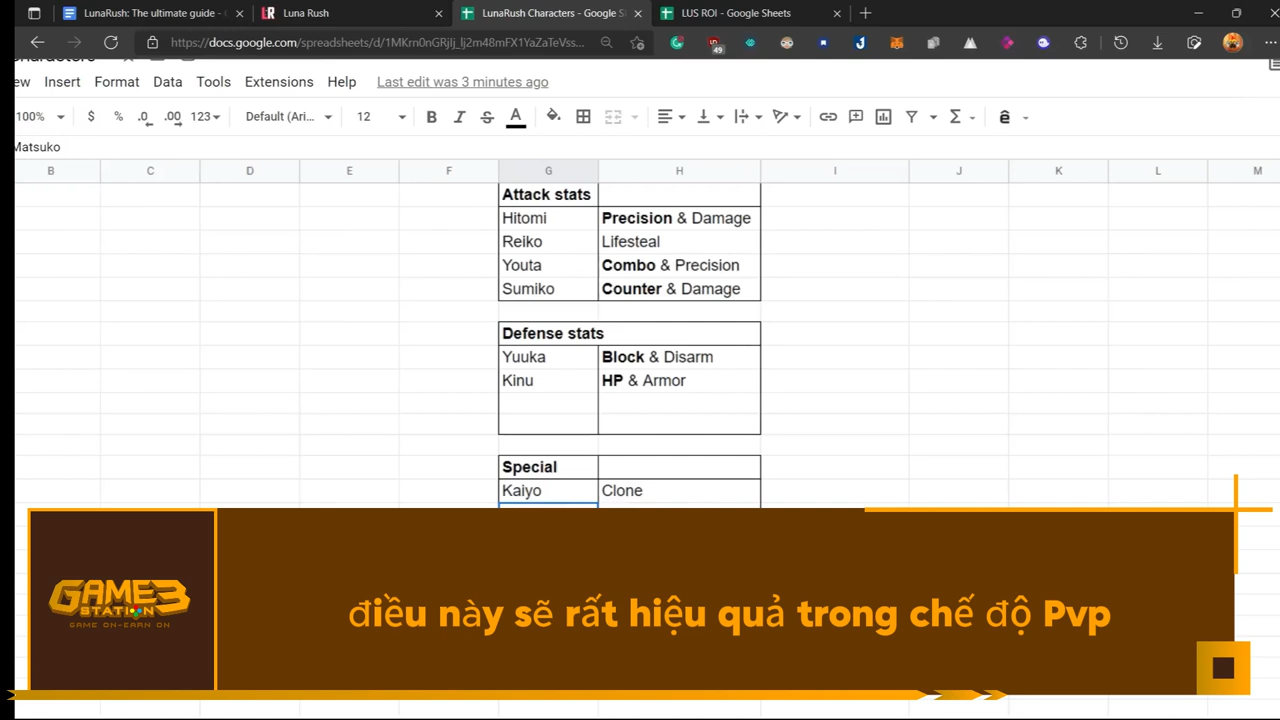 LunaRush: The ultimate guide -
Luna Rush
LunaRush Characters - Google S
LUS ROI - Google Sheets
https://docs.google.com/spreadsheets/d/1MKrn0nGRjIj_Ij2m48mFX1YaZaTeVss...
49
ew Insert Format Data Tools Extensions Help Last edit was 3 minutes ago
100% $ % .0 .00 123 Default (Ari... 12 B I S A
Matsuko
B C D E F G H I J K L M
Attack stats
Hitomi Precision & Damage
Reiko Lifesteal
Youta Combo & Precision
Sumiko Counter & Damage
Defense stats
Yuuka Block & Disarm
Kinu HP & Armor
Special
Kaiyo Clone
GAME3
STATION
GAME ON-EARN ON
điều này sẽ rất hiệu quả trong chế độ Pvp